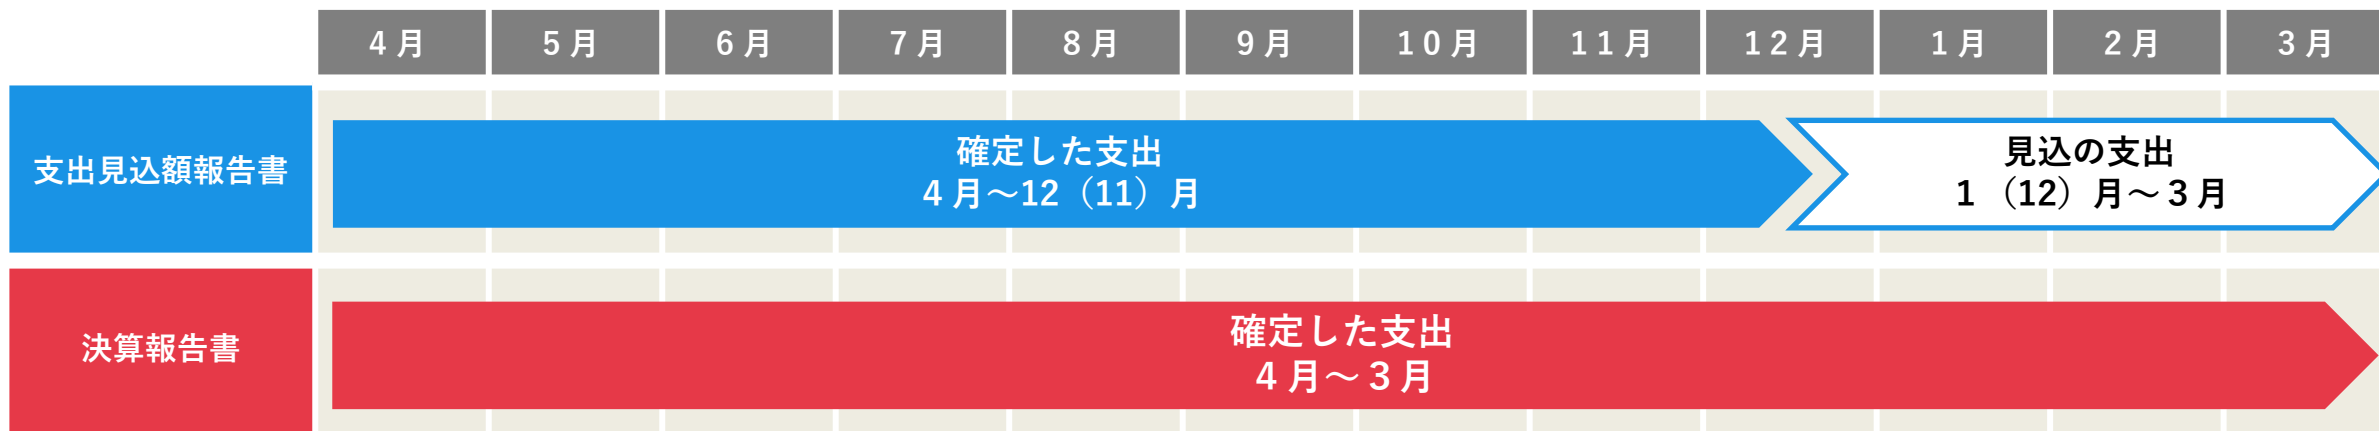 4月 5月 6月 7月 8月 9月 10月 11月 12月 1月 2月 3月
支出見込額報告書
確定した支出
4月～12（11）月
見込の支出
1（12）月～3月
決算報告書
確定した支出
4月～3月